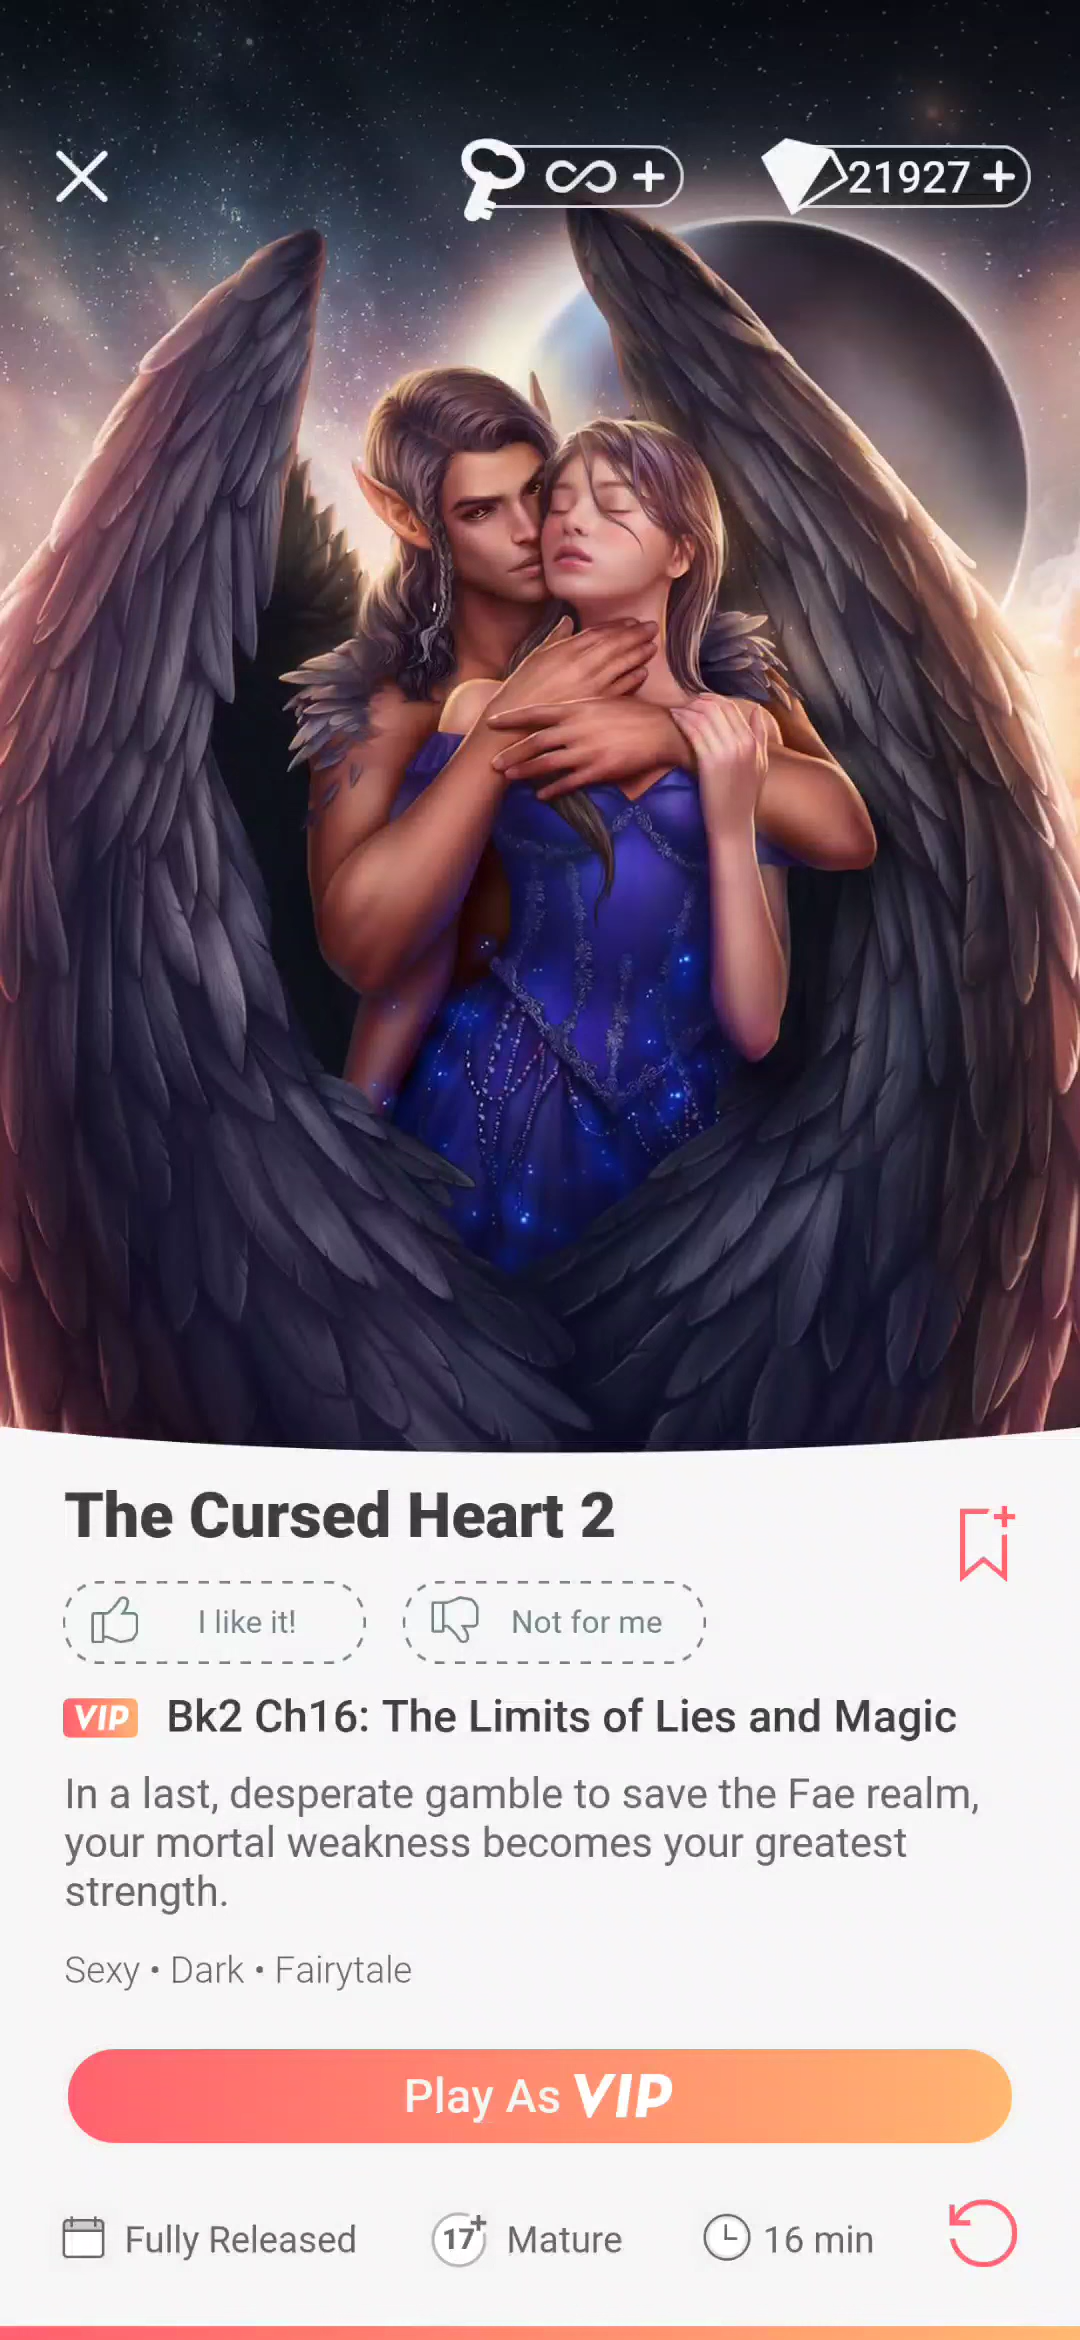 ∞ +
21927 +
The Cursed Heart 2
I like it!
Not for me
VIP Bk2 Ch16: The Limits of Lies and Magic
In a last, desperate gamble to save the Fae realm,
your mortal weakness becomes your greatest
strength.
Sexy • Dark • Fairytale
Play As VIP
Fully Released
17+ Mature
16 min